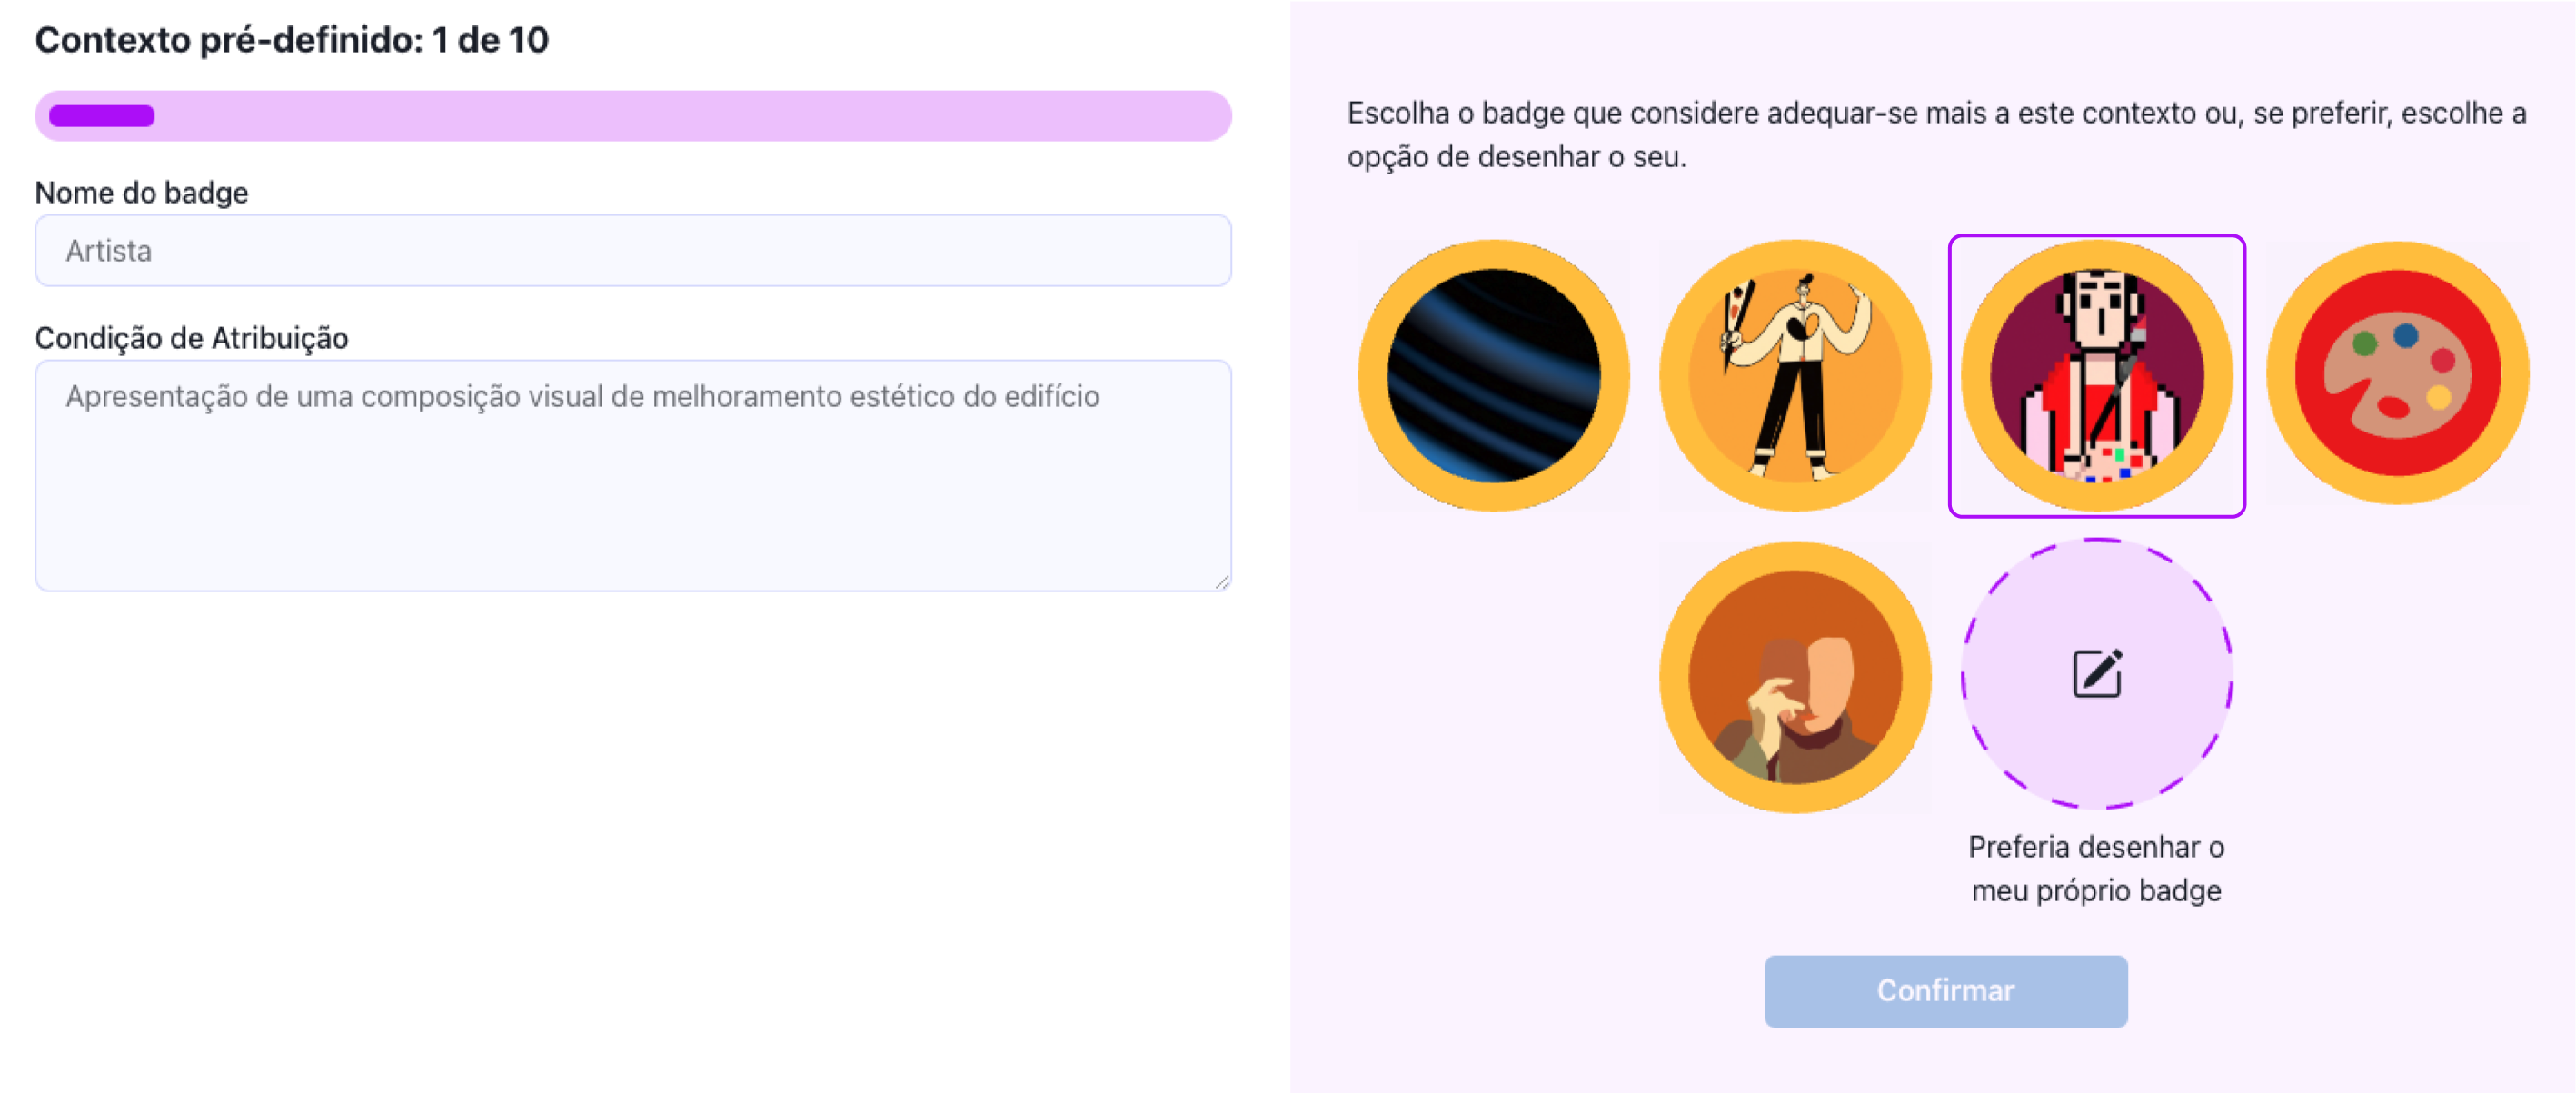 Contexto pré-definido: 1 de 10
Nome do badge
Artista
Condição de Atribuição
Apresentação de uma composição visual de melhoramento estético do edifício
Escolha o badge que considere adequar-se mais a este contexto ou, se preferir, escolhe a
opção de desenhar o seu.
Preferia desenhar o
meu próprio badge
Confirmar